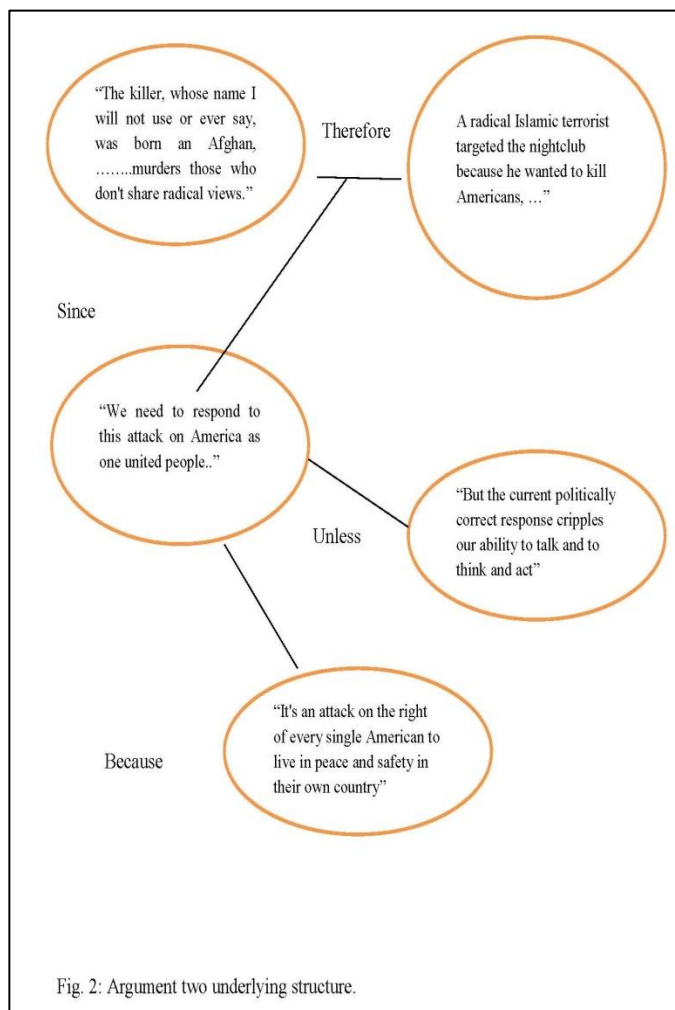 “The killer, whose name I
will not use or ever say,
was born an Afghan,
……..murders those who
don't share radical views.”
Therefore
A radical Islamic terrorist
targeted the nightclub
because he wanted to kill
Americans, …”
Since
“We need to respond to
this attack on America as
one united people..”
Unless
“But the current politically
correct response cripples
our ability to talk and to
think and act”
Because
“It's an attack on the right
of every single American to
live in peace and safety in
their own country”
Fig. 2: Argument two underlying structure.